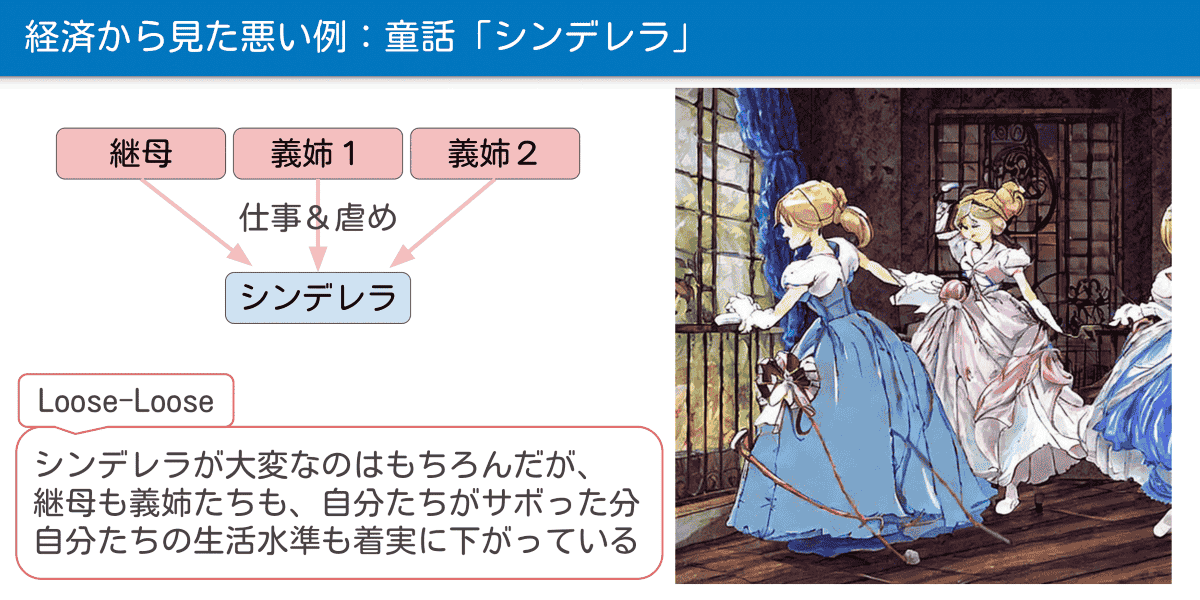 経済から見た悪い例：童話「シンデレラ」
継母
義姉１
義姉２
仕事＆虐め
シンデレラ
Loose-Loose
シンデレラが大変なのはもちろんだが、
継母も義姉たちも、自分たちがサボった分
自分たちの生活水準も着実に下がっている